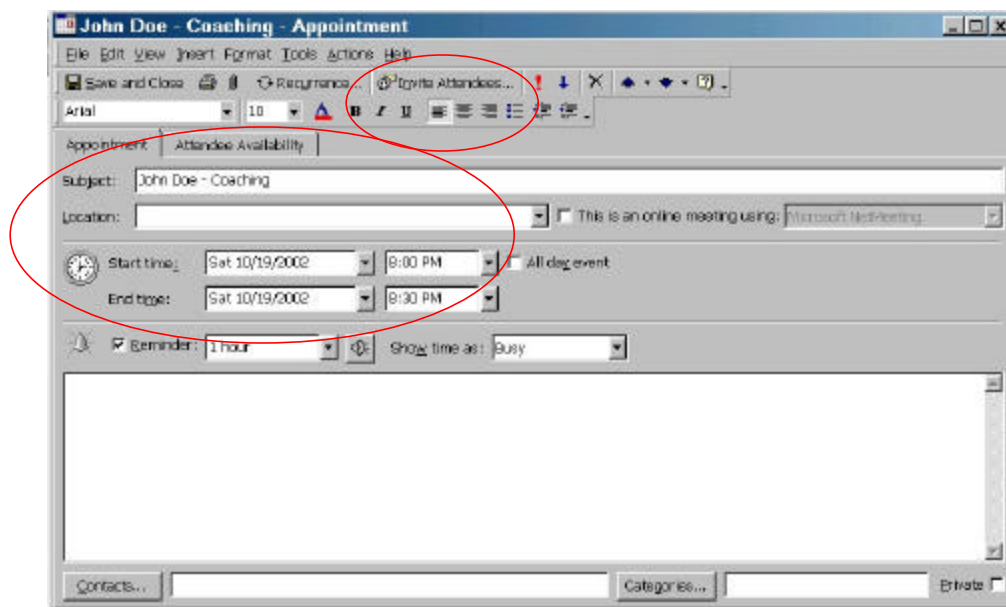 John Doe - Coaching - Appointment
File Edit View Insert Format Tools Actions Help
Save and Close Recurrence... Invite Attendees...
Arial 10 A B I U
Appointment Attendee Availability
Subject: John Doe - Coaching
Location: This is an online meeting using: Microsoft NetMeeting
Start time: Sat 10/19/2002 8:00 PM All day event
End time: Sat 10/19/2002 8:30 PM
Reminder: 1 hour Show time as: Busy
Contacts... Categories... Private